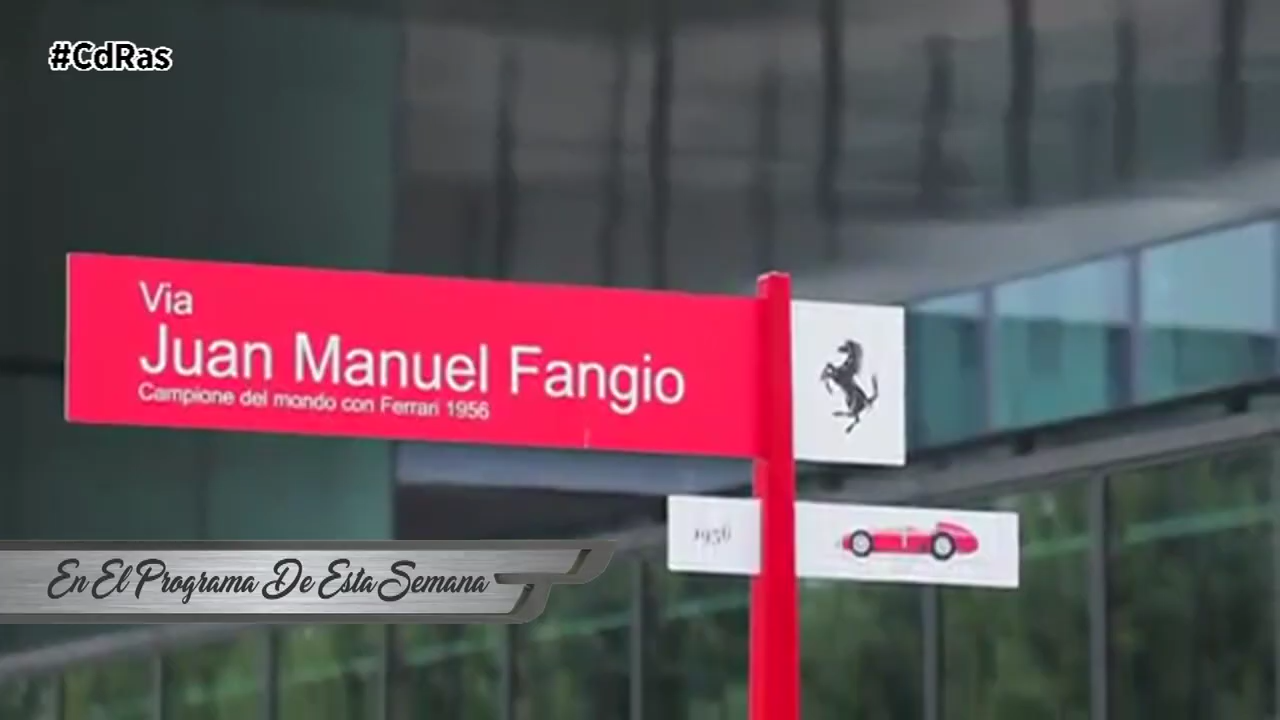 #CdRas
Via
Juan Manuel Fangio
Campione del mondo con Ferrari 1956
1956
En El Programa De Esta Semana